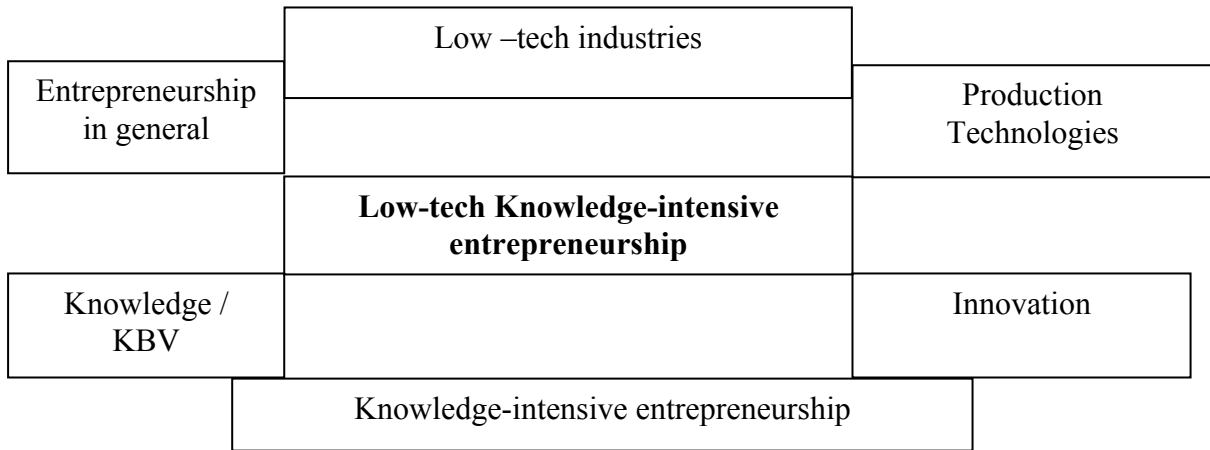 Low –tech industries
Entrepreneurship
in general
Production
Technologies
Low-tech Knowledge-intensive
entrepreneurship
Knowledge /
KBV
Innovation
Knowledge-intensive entrepreneurship